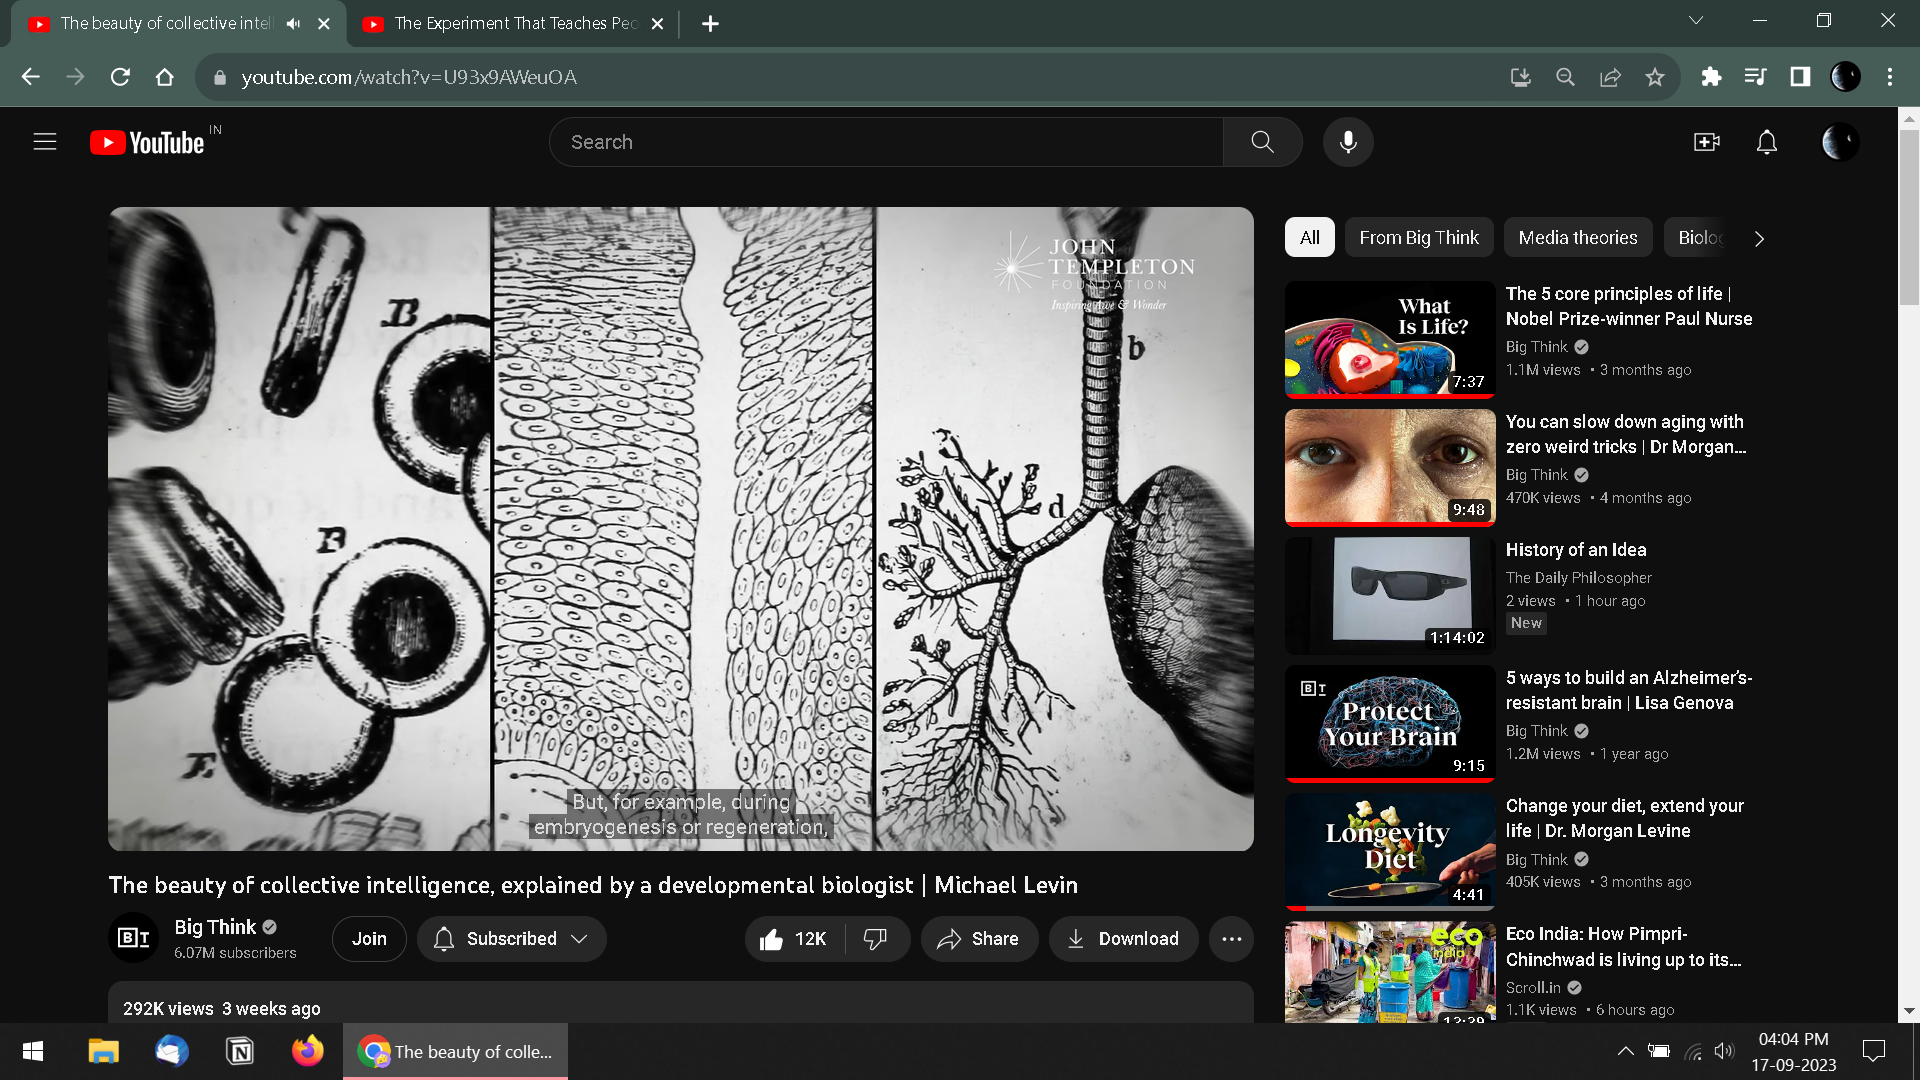 The beauty of collective intel
The Experiment That Teaches Peo
youtube.com/watch?v=U93x9AWeuOA
YouTube IN
Search
JOHN
TEMPLETON
FOUNDATION
Inspiring Awe & Wonder
B
b
B
d
g
E
But, for example, during
embryogenesis or regeneration,
The beauty of collective intelligence, explained by a developmental biologist | Michael Levin
BT
Big Think
6.07M subscribers
Join
Subscribed
12K
Share
Download
292K views 3 weeks ago
All
From Big Think
Media theories
Biolog
What
Is Life?
7:37
The 5 core principles of life |
Nobel Prize-winner Paul Nurse
Big Think
1.1M views • 3 months ago
9:48
You can slow down aging with
zero weird tricks | Dr Morgan...
Big Think
470K views • 4 months ago
1:14:02
History of an Idea
The Daily Philosopher
2 views • 1 hour ago
New
BT
Protect
Your Brain
9:15
5 ways to build an Alzheimer's-
resistant brain | Lisa Genova
Big Think
1.2M views • 1 year ago
Longevity
Diet
4:41
Change your diet, extend your
life | Dr. Morgan Levine
Big Think
405K views • 3 months ago
eco
india
13:39
Eco India: How Pimpri-
Chinchwad is living up to its...
Scroll.in
1.1K views • 6 hours ago
The beauty of colle...
04:04 PM
17-09-2023